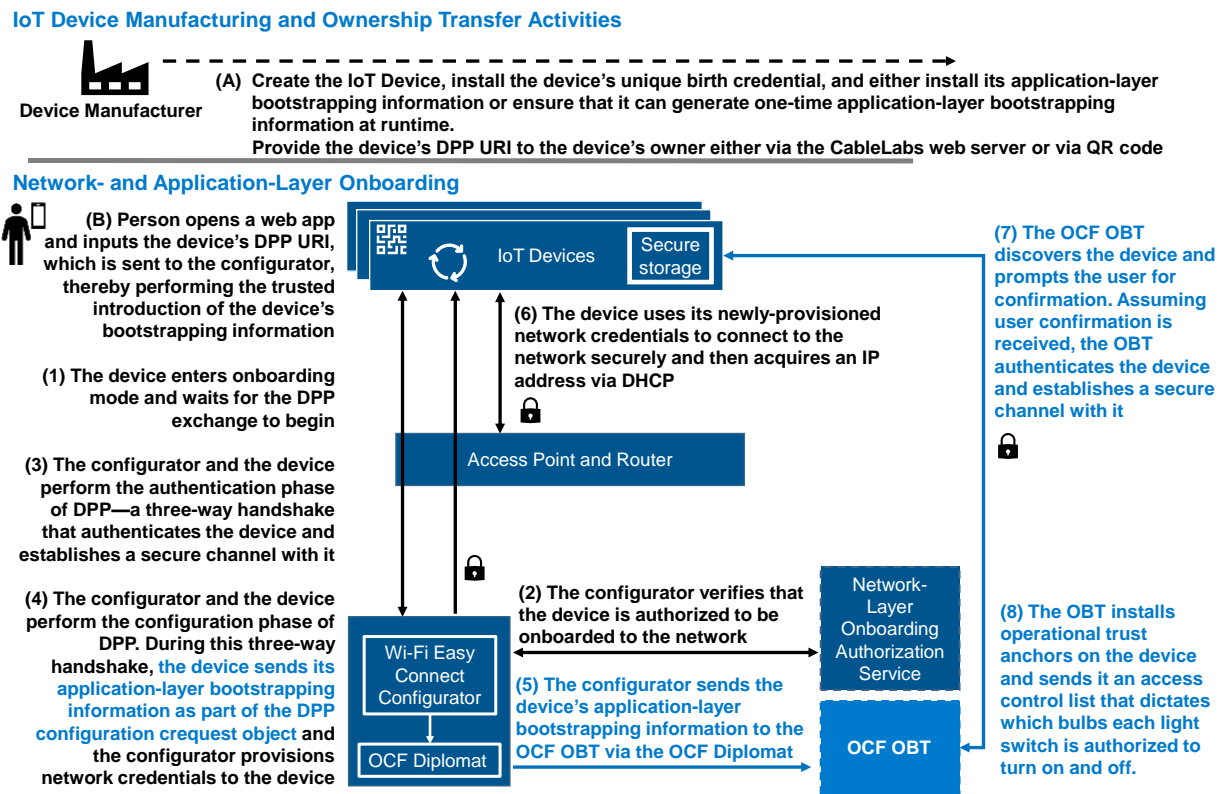 IoT Device Manufacturing and Ownership Transfer Activities
Device Manufacturer
(A) Create the IoT Device, install the device’s unique birth credential, and either install its application-layer
bootstrapping information or ensure that it can generate one-time application-layer bootstrapping
information at runtime.
Provide the device’s DPP URI to the device’s owner either via the CableLabs web server or via QR code
Network- and Application-Layer Onboarding
(B) Person opens a web app
and inputs the device’s DPP URI,
which is sent to the configurator,
thereby performing the trusted
introduction of the device’s
bootstrapping information
(1) The device enters onboarding
mode and waits for the DPP
exchange to begin
(3) The configurator and the device
perform the authentication phase
of DPP—a three-way handshake
that authenticates the device and
establishes a secure channel with it
(4) The configurator and the device
perform the configuration phase of
DPP. During this three-way
handshake, the device sends its
application-layer bootstrapping
information as part of the DPP
configuration crequest object and
the configurator provisions
network credentials to the device
IoT Devices
Secure
storage
(6) The device uses its newly-provisioned
network credentials to connect to the
network securely and then acquires an IP
address via DHCP
Access Point and Router
(2) The configurator verifies that
the device is authorized to be
onboarded to the network
Wi-Fi Easy
Connect
Configurator
OCF Diplomat
(5) The configurator sends the
device’s application-layer
bootstrapping information to the
OCF OBT via the OCF Diplomat
Network-
Layer
Onboarding
Authorization
Service
OCF OBT
(7) The OCF OBT
discovers the device and
prompts the user for
confirmation. Assuming
user confirmation is
received, the OBT
authenticates the device
and establishes a secure
channel with it
(8) The OBT installs
operational trust
anchors on the device
and sends it an access
control list that dictates
which bulbs each light
switch is authorized to
turn on and off.